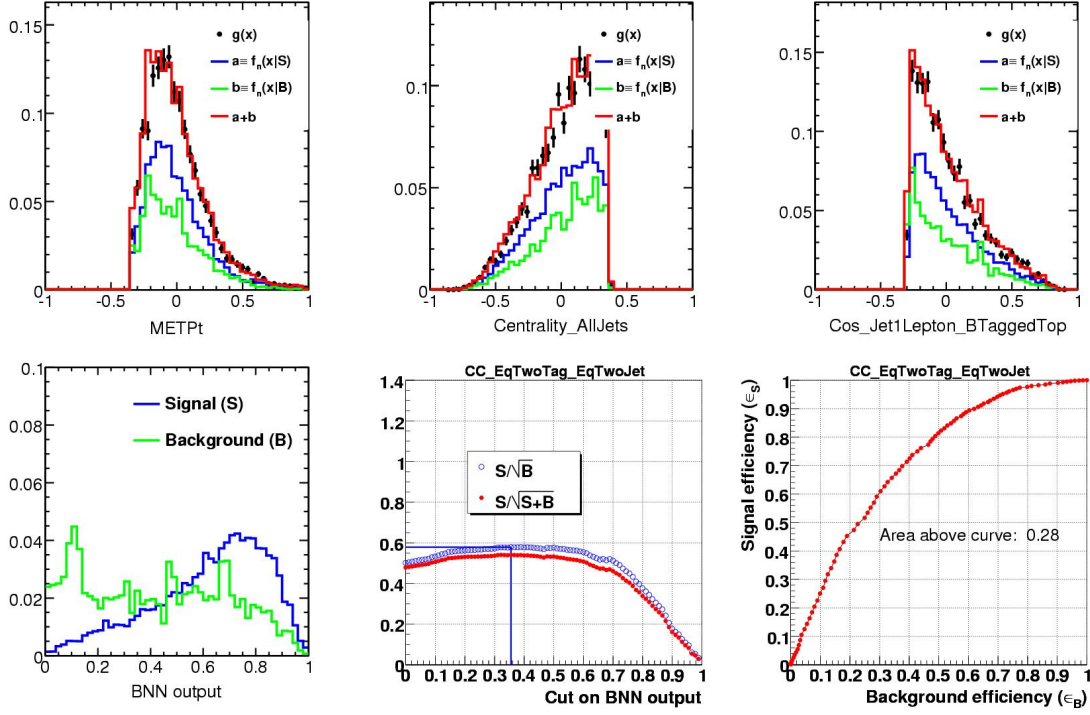 0.15
0.1
0.05
0
-1 -0.5 0 0.5 1
METPt
g(x)
a≡ fₙ(x|S)
b≡ fₙ(x|B)
a+b
0.1
0.05
0
-1 -0.5 0 0.5 1
Centrality_AllJets
g(x)
a≡ fₙ(x|S)
b≡ fₙ(x|B)
a+b
0.15
0.1
0.05
0
-1 -0.5 0 0.5 1
Cos_Jet1Lepton_BTaggedTop
g(x)
a≡ fₙ(x|S)
b≡ fₙ(x|B)
a+b
0.1
0.08
0.06
0.04
0.02
0
0.2 0.4 0.6 0.8 1
BNN output
Signal (S)
Background (B)
CC_EqTwoTag_EqTwoJet
1.4
1.2
1
0.8
0.6
0.4
0.2
0
0 0.1 0.2 0.3 0.4 0.5 0.6 0.7 0.8 0.9 1
Cut on BNN output
S/√B
S/√S+B
CC_EqTwoTag_EqTwoJet
Signal efficiency (ϵ_S)
1
0.9
0.8
0.7
0.6
0.5
0.4
0.3
0.2
0.1
0
0 0.1 0.2 0.3 0.4 0.5 0.6 0.7 0.8 0.9 1
Background efficiency (ϵ_B)
Area above curve: 0.28